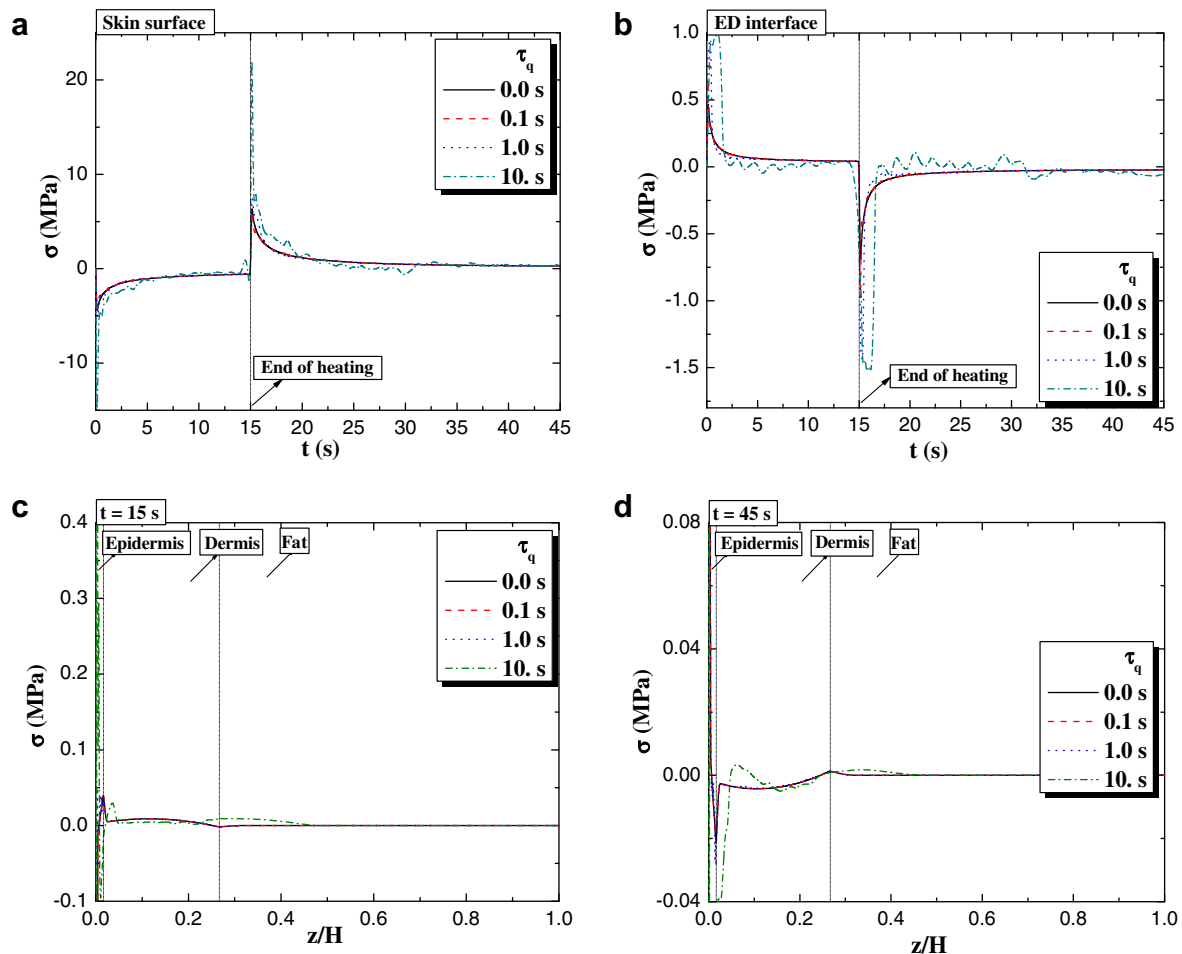 a
Skin surface
σ (MPa)
20
10
0
-10
τq
0.0 s
0.1 s
1.0 s
10. s
End of heating
0 5 10 15 20 25 30 35 40 45
t (s)
b
ED interface
σ (MPa)
1.0
0.5
0.0
-0.5
-1.0
-1.5
τq
0.0 s
0.1 s
1.0 s
10. s
End of heating
0 5 10 15 20 25 30 35 40 45
t (s)
c
t = 15 s
Epidermis Dermis Fat
σ (MPa)
0.4
0.3
0.2
0.1
0.0
-0.1
τq
0.0 s
0.1 s
1.0 s
10. s
0.0 0.2 0.4 0.6 0.8 1.0
z/H
d
t = 45 s
Epidermis Dermis Fat
σ (MPa)
0.08
0.04
0.00
-0.04
τq
0.0 s
0.1 s
1.0 s
10. s
0.0 0.2 0.4 0.6 0.8 1.0
z/H